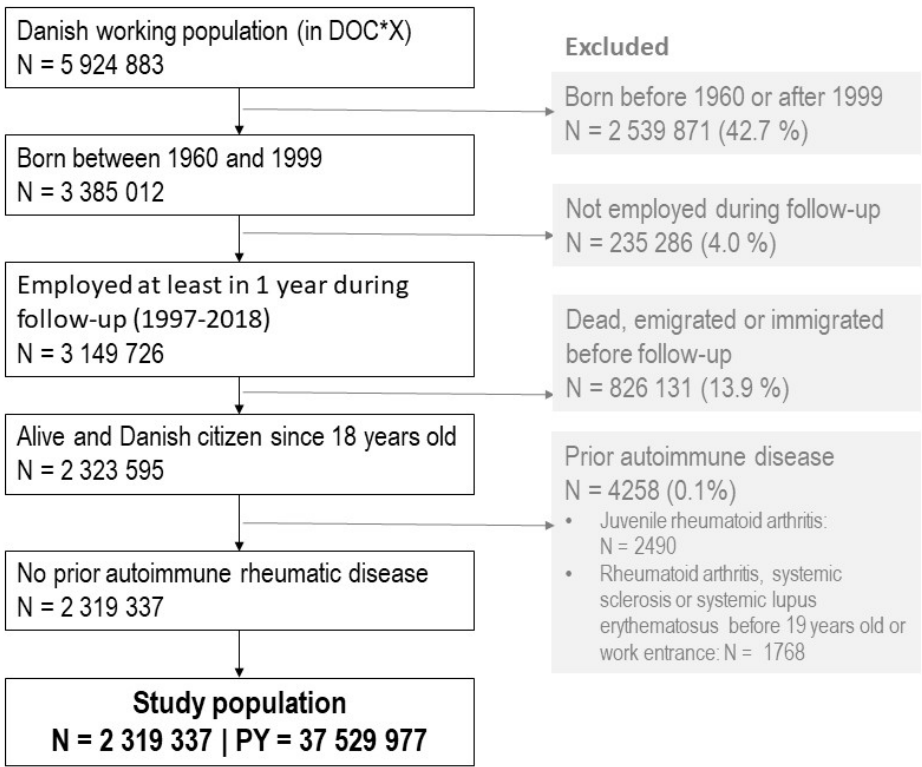 Danish working population (in DOC*X)
N = 5 924 883
Excluded
Born before 1960 or after 1999
N = 2 539 871 (42.7 %)
Born between 1960 and 1999
N = 3 385 012
Not employed during follow-up
N = 235 286 (4.0 %)
Employed at least in 1 year during
follow-up (1997-2018)
N = 3 149 726
Dead, emigrated or immigrated
before follow-up
N = 826 131 (13.9 %)
Alive and Danish citizen since 18 years old
N = 2 323 595
Prior autoimmune disease
N = 4258 (0.1%)
• Juvenile rheumatoid arthritis:
N = 2490
• Rheumatoid arthritis, systemic
sclerosis or systemic lupus
erythematosus before 19 years old or
work entrance: N = 1768
No prior autoimmune rheumatic disease
N = 2 319 337
Study population
N = 2 319 337 | PY = 37 529 977